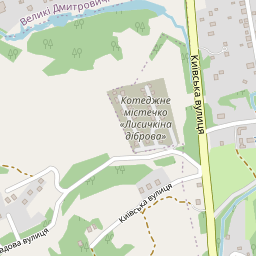 Великі Дмитрович
Київська вулиця
Котеджне
містечко
«Лисичкіна
діброва»
Київська вулиця
адова вулиця